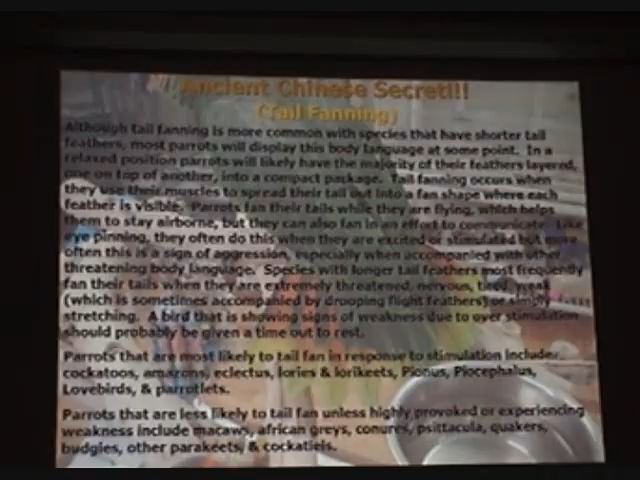 Ancient Chinese Secret!!!
(Tail Fanning)
Although tail fanning is more common with species that have shorter tail
feathers, most parrots will display this body language at some point. In a
relaxed position parrots will likely have the majority of their feathers layered,
one on top of another, into a compact package. Tail fanning occurs when
they use their muscles to spread their tail out into a fan shape where each
feather is visible. Parrots fan their tails while they are flying, which helps
them to stay airborne, but they can also fan in an effort to communicate. Like
eye pinning, they often do this when they are excited or stimulated but more
often this is a sign of aggression, especially when accompanied with other
threatening body language. Species with longer tail feathers most frequently
fan their tails when they are extremely threatened, nervous, tired, weak
(which is sometimes accompanied by drooping flight feathers) or simply
stretching. A bird that is showing signs of weakness due to over stimulation
should probably be given a time out to rest.
Parrots that are most likely to tail fan in response to stimulation include:
cockatoos, amazons, eclectus, lories & lorikeets, Pionus, Piocephalus,
Lovebirds, & parrotlets.
Parrots that are less likely to tail fan unless highly provoked or experiencing
weakness include macaws, african greys, conures, psittacula, quakers,
budgies, other parakeets, & cockatiels.